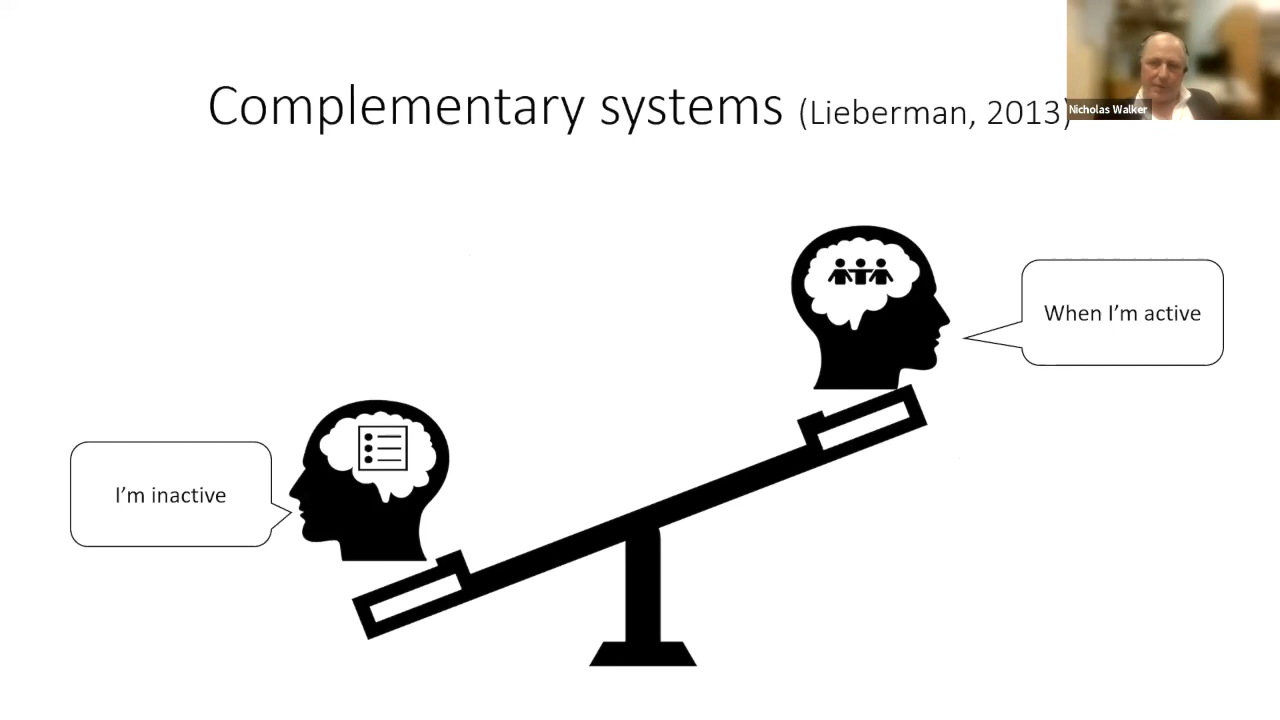 Complementary systems (Lieberman, 2013)
Nicholas Walker
When I'm active
I'm inactive